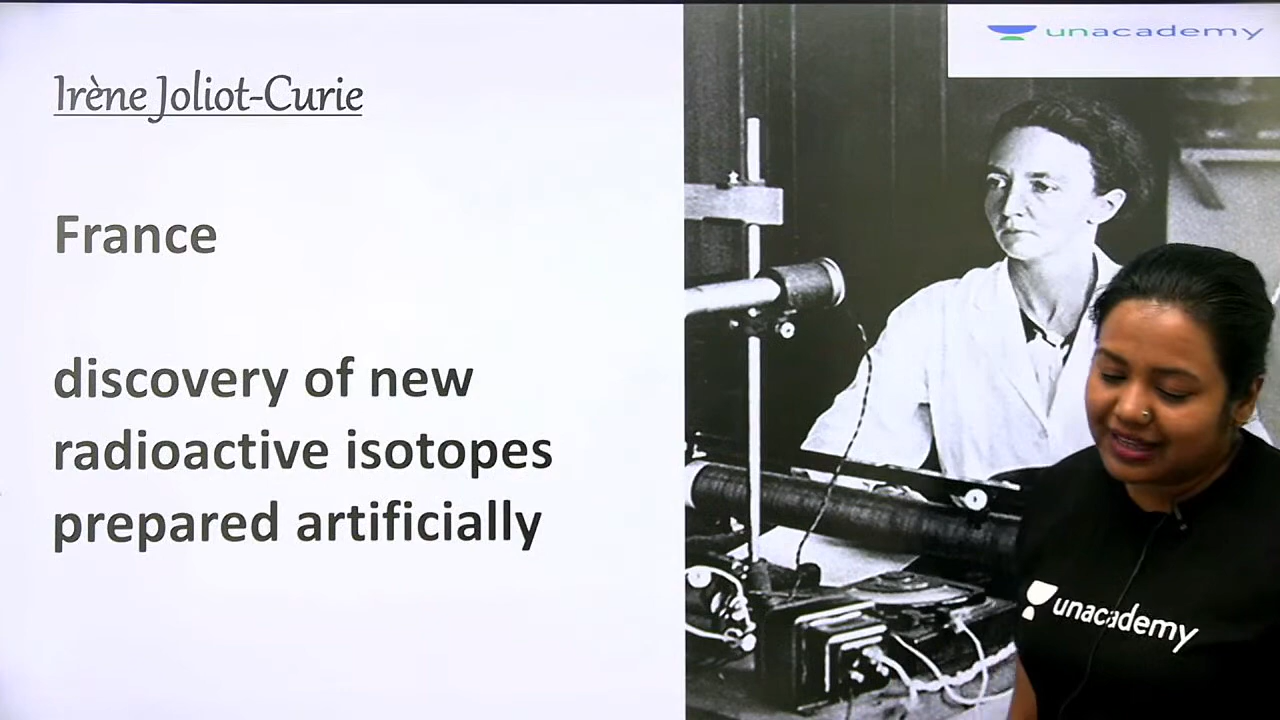 Irène Joliot-Curie
unacademy
France
discovery of new
radioactive isotopes
prepared artificially
unacademy